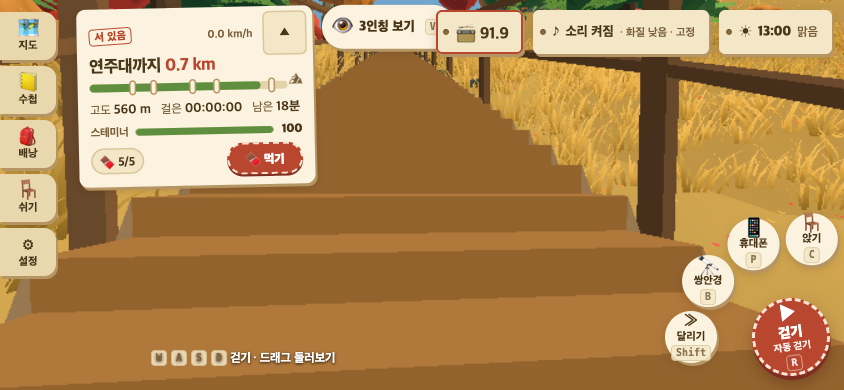 지도
수첩
배낭
쉬기
설정
서 있음
0.0 km/h
▲
연주대까지 0.7 km
고도 560 m 걸은 00:00:00 남은 18분
스테미너 100
5/5
먹기
3인칭 보기 V
91.9
♪ 소리 켜짐 · 화질 낮음 · 고정
13:00 맑음
휴대폰
P
앉기
C
쌍안경
B
달리기
Shift
걷기
자동 걷기
R
W A S D 걷기 · 드래그 둘러보기